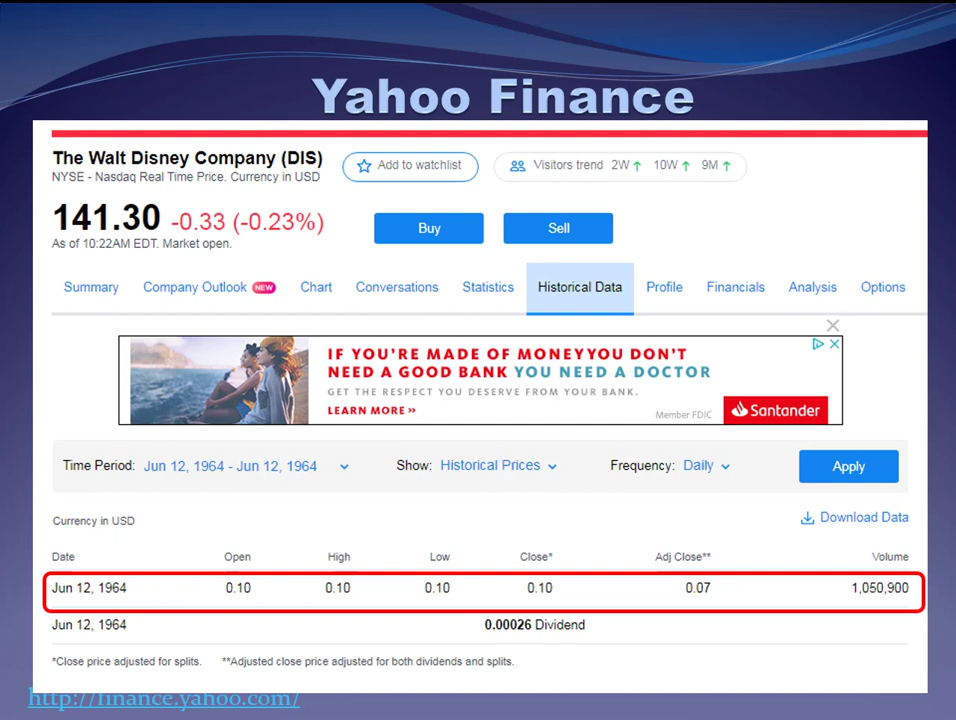 Yahoo Finance
The Walt Disney Company (DIS)
NYSE - Nasdaq Real Time Price. Currency in USD
Add to watchlist
Visitors trend 2W↑ 10W↑ 9M↑
141.30 -0.33 (-0.23%)
As of 10:22AM EDT. Market open.
Buy
Sell
Summary Company Outlook NEW Chart Conversations Statistics Historical Data Profile Financials Analysis Options
IF YOU'RE MADE OF MONEY YOU DON'T
NEED A GOOD BANK YOU NEED A DOCTOR
GET THE RESPECT YOU DESERVE FROM YOUR BANK.
LEARN MORE »
Member FDIC
Santander
Time Period: Jun 12, 1964 - Jun 12, 1964 Show: Historical Prices Frequency: Daily Apply
Currency in USD
Download Data
Date Open High Low Close* Adj Close** Volume
Jun 12, 1964 0.10 0.10 0.10 0.10 0.07 1,050,900
Jun 12, 1964 0.00026 Dividend
*Close price adjusted for splits. **Adjusted close price adjusted for both dividends and splits.
http://finance.yahoo.com/